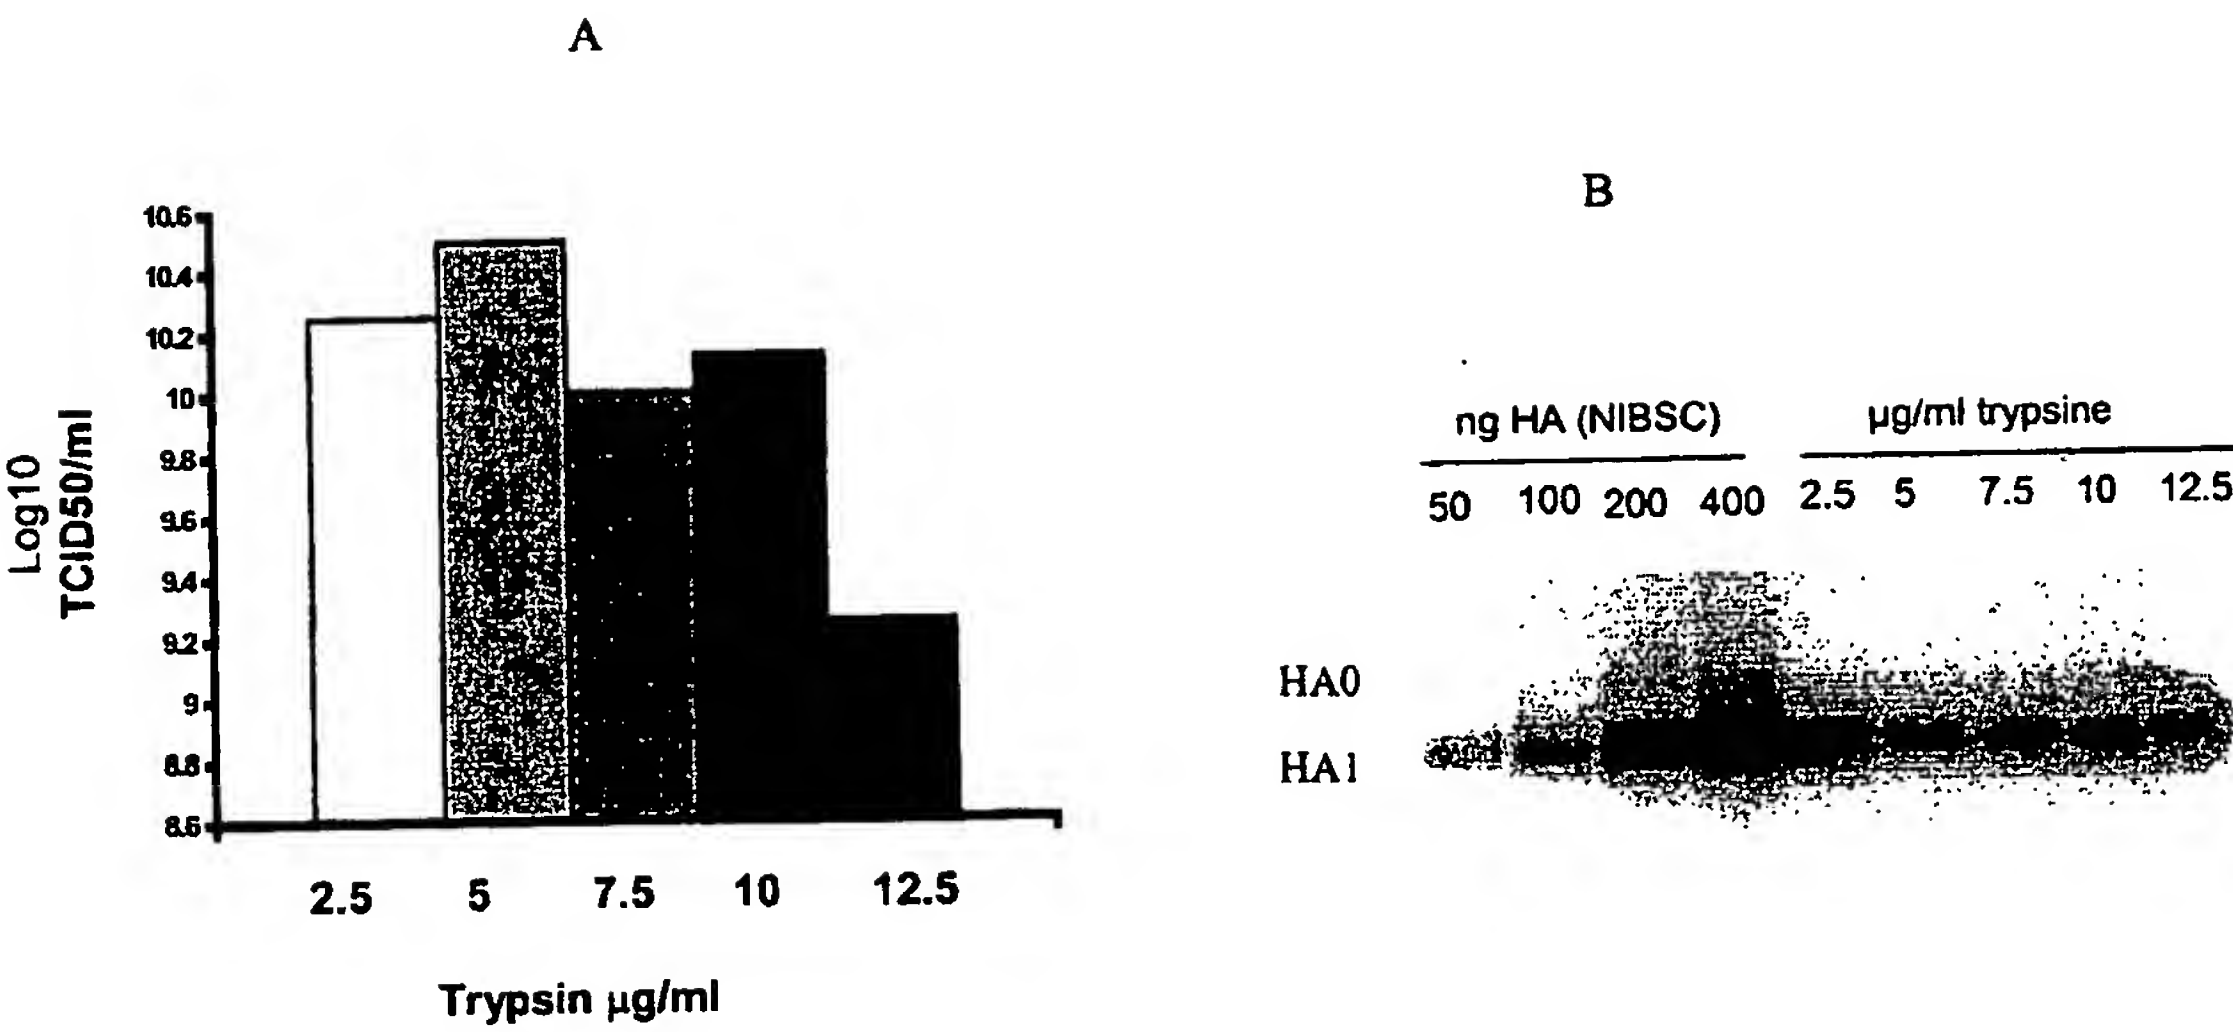 A
10.6
10.4
10.2
10
9.8
9.6
9.4
9.2
9
8.8
8.6
Log10
TCID50/ml
2.5 5 7.5 10 12.5
Trypsin µg/ml
B
ng HA (NIBSC) µg/ml trypsine
50 100 200 400 2.5 5 7.5 10 12.5
HA0
HA1